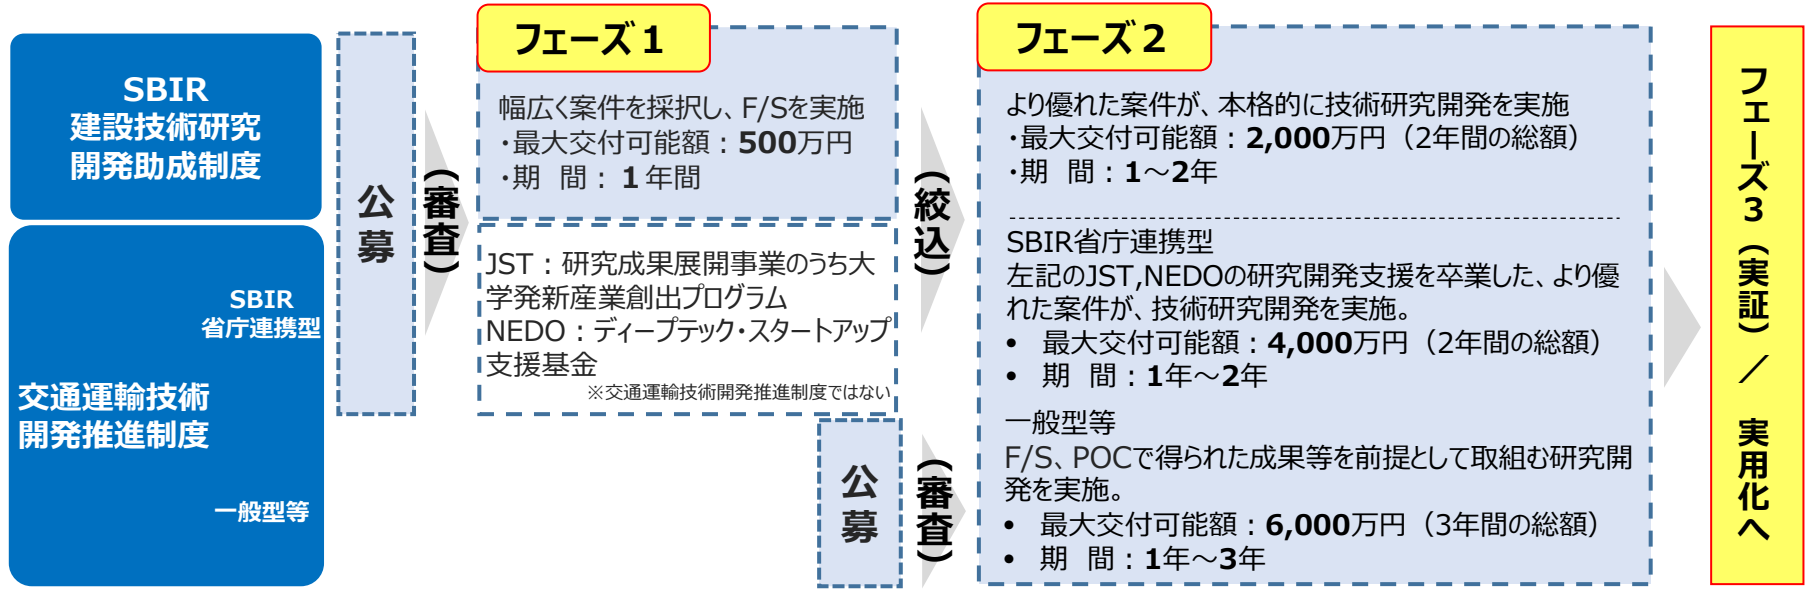 SBIR
建設技術研究
開発助成制度
SBIR
省庁連携型
交通運輸技術
開発推進制度
一般型等
公募
（審査）
フェーズ１
幅広く案件を採択し、F/Sを実施
・最大交付可能額：500万円
・期　間：１年間
JST：研究成果展開事業のうち大
学発新産業創出プログラム
NEDO：ディープテック・スタートアップ
支援基金
※交通運輸技術開発推進制度ではない
（絞込）
公募
（審査）
フェーズ２
より優れた案件が、本格的に技術研究開発を実施
・最大交付可能額：2,000万円（2年間の総額）
・期　間：1～2年
SBIR省庁連携型
左記のJST,NEDOの研究開発支援を卒業した、より優
れた案件が、技術研究開発を実施。
• 最大交付可能額：4,000万円（2年間の総額）
• 期　間：1年～2年
一般型等
F/S、POCで得られた成果等を前提として取組む研究開
発を実施。
• 最大交付可能額：6,000万円（3年間の総額）
• 期　間：1年～3年
フェーズ３（実証）／　実用化へ